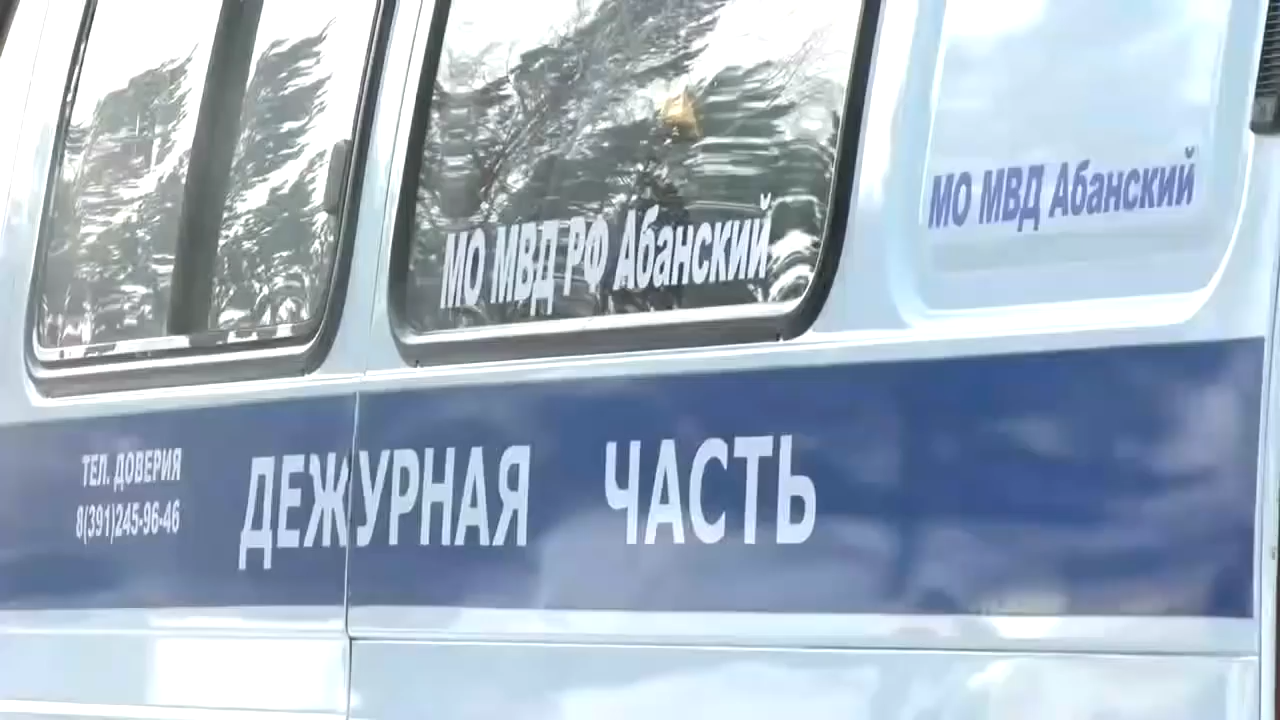 МО МВД РФ Абанский
МО МВД Абанский
ТЕЛ. ДОВЕРИЯ
8(391)245-96-46
ДЕЖУРНАЯ ЧАСТЬ